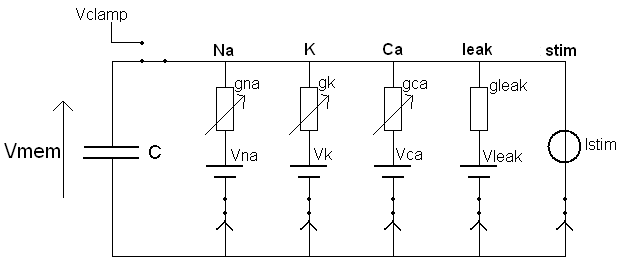 Vclamp
Na K Ca leak stim
gna gk gca gleak
Vmem C Vna Vk Vca Vleak Istim